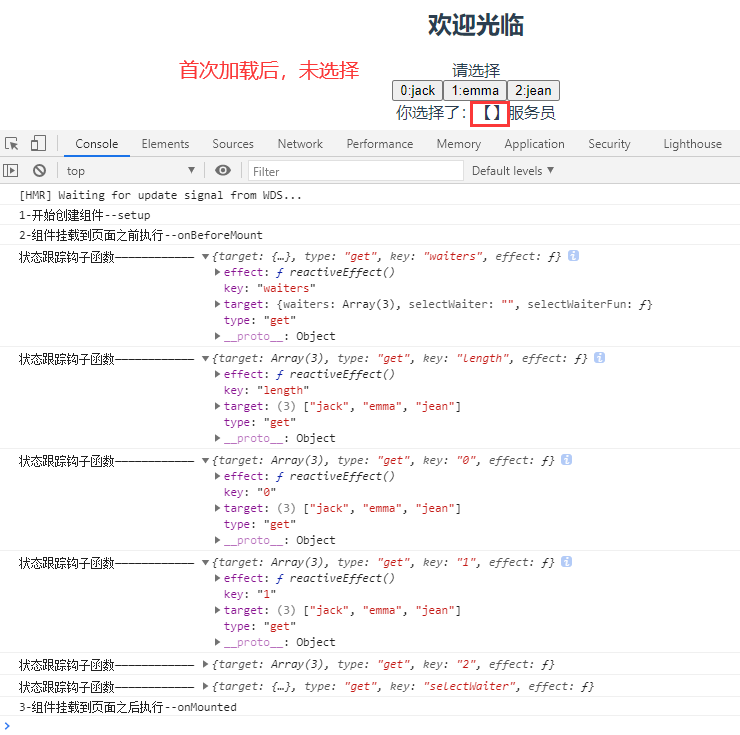 欢迎光临
首次加载后，未选择
请选择
0:jack 1:emma 2:jean
你选择了：【】服务员
Console Elements Sources Network Performance Memory Application Security Lighthouse
top Filter Default levels
[HMR] Waiting for update signal from WDS...
1-开始创建组件--setup
2-组件挂载到页面之前执行--onBeforeMount
状态跟踪钩子函数———————————— {target: {…}, type: "get", key: "waiters", effect: ƒ}
effect: ƒ reactiveEffect()
key: "waiters"
target: {waiters: Array(3), selectWaiter: "", selectWaiterFun: ƒ}
type: "get"
__proto__: Object
状态跟踪钩子函数———————————— {target: Array(3), type: "get", key: "length", effect: ƒ}
effect: ƒ reactiveEffect()
key: "length"
target: (3) ["jack", "emma", "jean"]
type: "get"
__proto__: Object
状态跟踪钩子函数———————————— {target: Array(3), type: "get", key: "0", effect: ƒ}
effect: ƒ reactiveEffect()
key: "0"
target: (3) ["jack", "emma", "jean"]
type: "get"
__proto__: Object
状态跟踪钩子函数———————————— {target: Array(3), type: "get", key: "1", effect: ƒ}
effect: ƒ reactiveEffect()
key: "1"
target: (3) ["jack", "emma", "jean"]
type: "get"
__proto__: Object
状态跟踪钩子函数———————————— {target: Array(3), type: "get", key: "2", effect: ƒ}
状态跟踪钩子函数———————————— {target: {…}, type: "get", key: "selectWaiter", effect: ƒ}
3-组件挂载到页面之后执行--onMounted